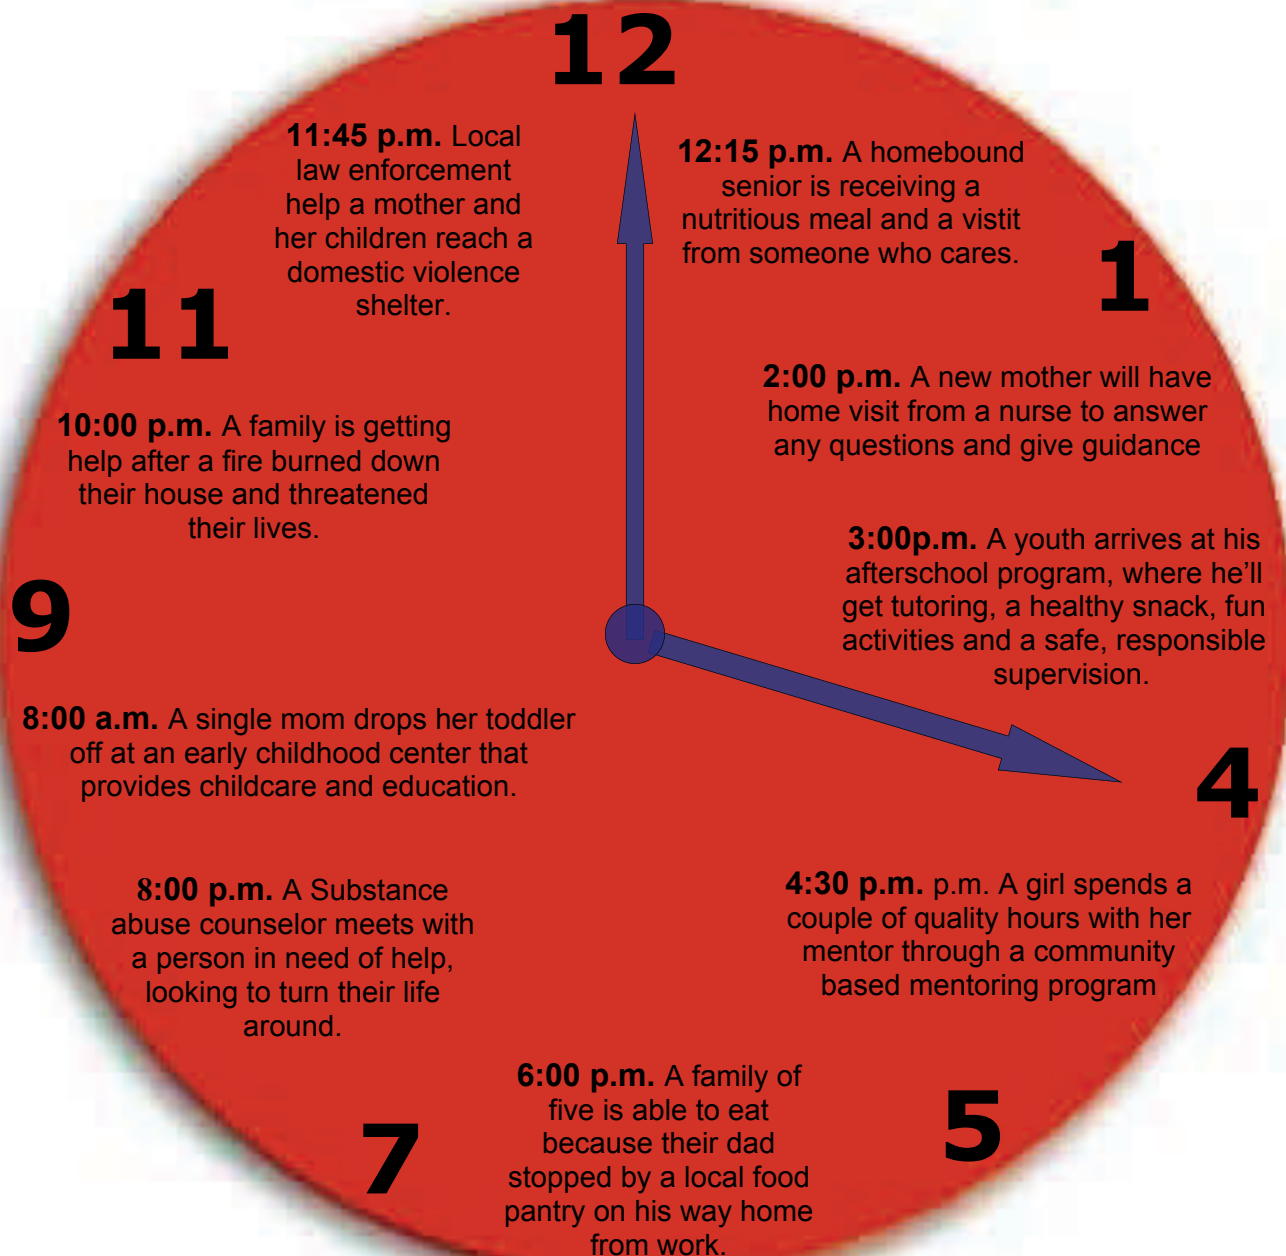 12
12:15 p.m. A homebound
senior is receiving a
nutritious meal and a vistit
from someone who cares.
1
2:00 p.m. A new mother will have
home visit from a nurse to answer
any questions and give guidance
3:00p.m. A youth arrives at his
afterschool program, where he’ll
get tutoring, a healthy snack, fun
activities and a safe, responsible
supervision.
4
4:30 p.m. p.m. A girl spends a
couple of quality hours with her
mentor through a community
based mentoring program
5
6:00 p.m. A family of
five is able to eat
because their dad
stopped by a local food
pantry on his way home
from work.
7
8:00 p.m. A Substance
abuse counselor meets with
a person in need of help,
looking to turn their life
around.
8:00 a.m. A single mom drops her toddler
off at an early childhood center that
provides childcare and education.
9
10:00 p.m. A family is getting
help after a fire burned down
their house and threatened
their lives.
11
11:45 p.m. Local
law enforcement
help a mother and
her children reach a
domestic violence
shelter.